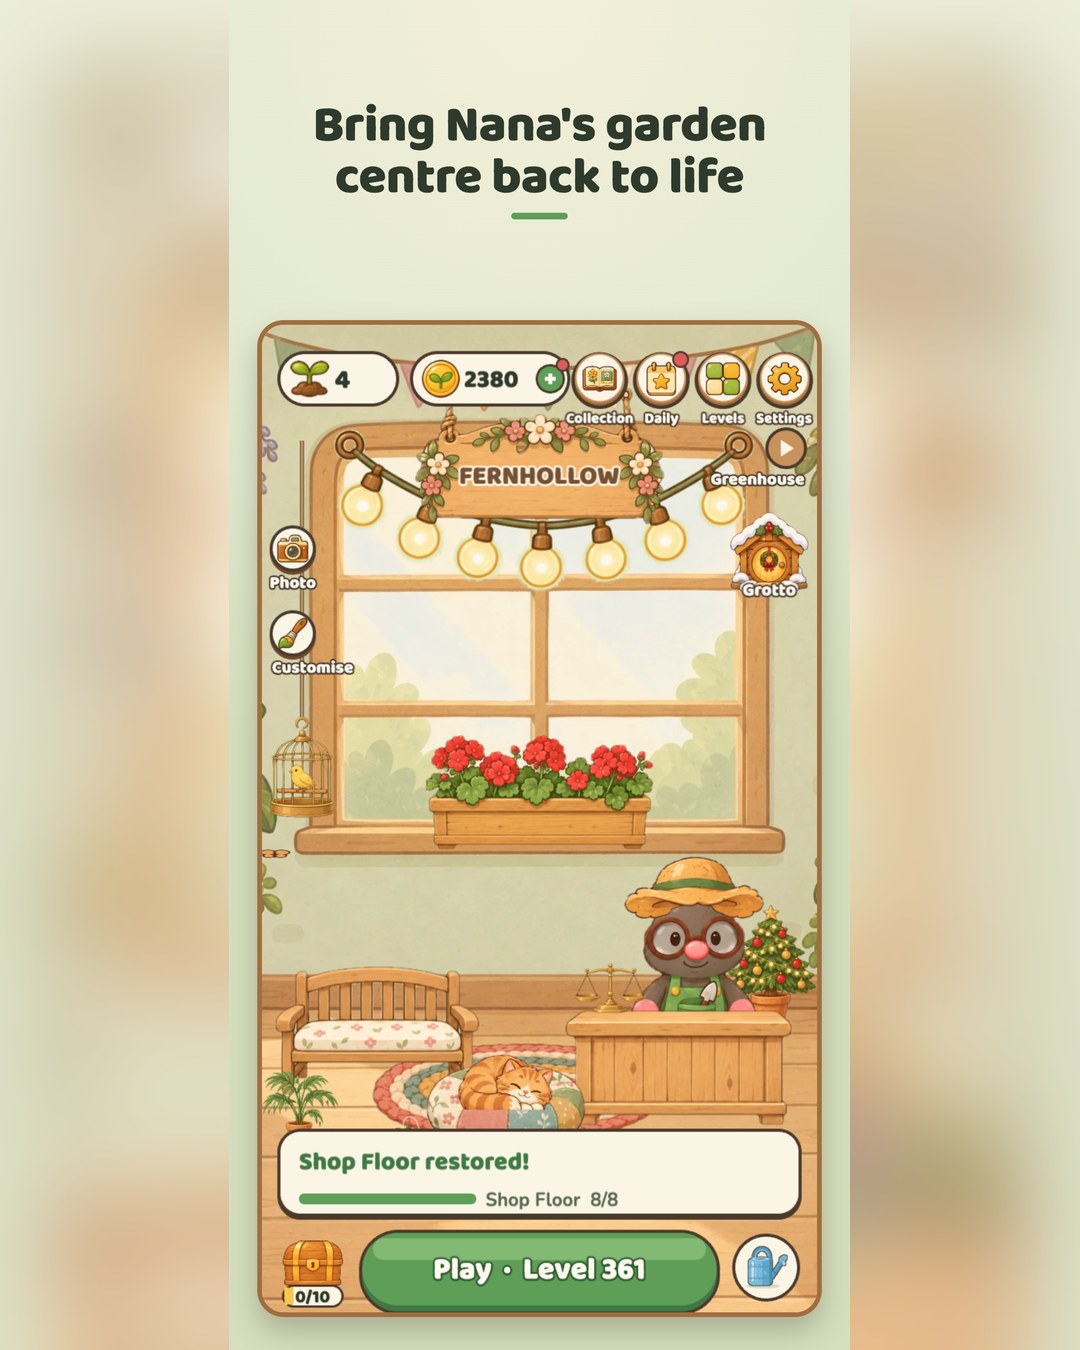 Bring Nana's garden
centre back to life
4
2380
Collection
Daily
Levels
Settings
FERNHOLLOW
Greenhouse
Photo
Grotto
Customise
Shop Floor restored!
Shop Floor 8/8
0/10
Play · Level 361